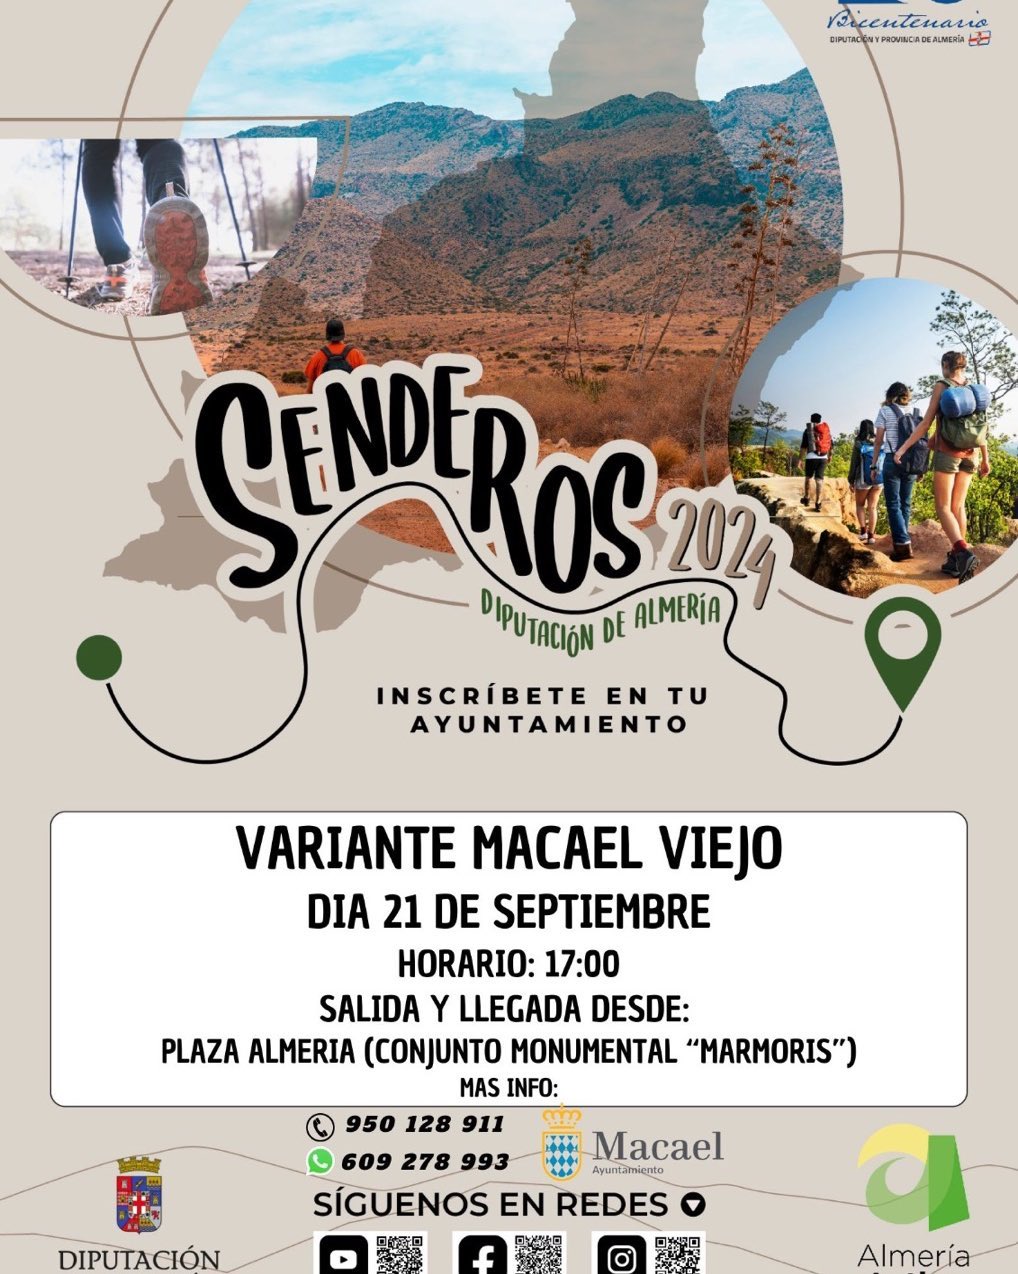 Bicentenario
DIPUTACIÓN Y PROVINCIA DE ALMERÍA
SENDEROS
2024
DIPUTACIÓN DE ALMERÍA
INSCRÍBETE EN TU
AYUNTAMIENTO
VARIANTE MACAEL VIEJO
DIA 21 DE SEPTIEMBRE
HORARIO: 17:00
SALIDA Y LLEGADA DESDE:
PLAZA ALMERIA (CONJUNTO MONUMENTAL “MARMORIS”)
MAS INFO:
950 128 911
609 278 993
Macael
Ayuntamiento
SÍGUENOS EN REDES
DIPUTACIÓN
Almería